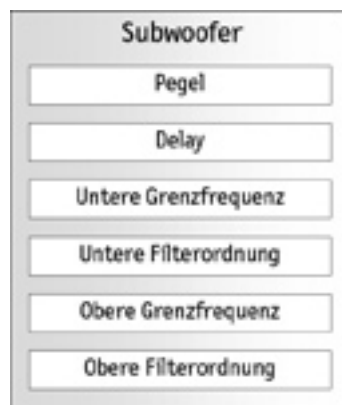 Subwoofer
Pegel
Delay
Untere Grenzfrequenz
Untere Filterordnung
Obere Grenzfrequenz
Obere Filterordnung